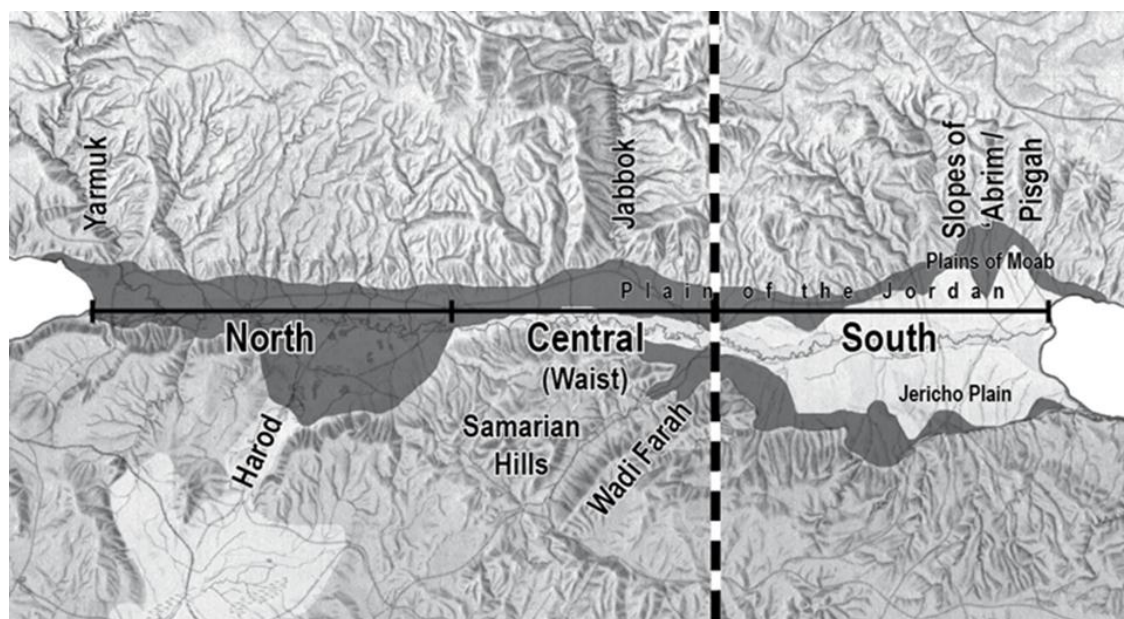 Yarmuk
Jabbok
Slopes of
‘Abrim /
Pisgah
Plains of Moab
Plain of the Jordan
North
Central
(Waist)
South
Jericho Plain
Harod
Samarian
Hills
Wadi Farah